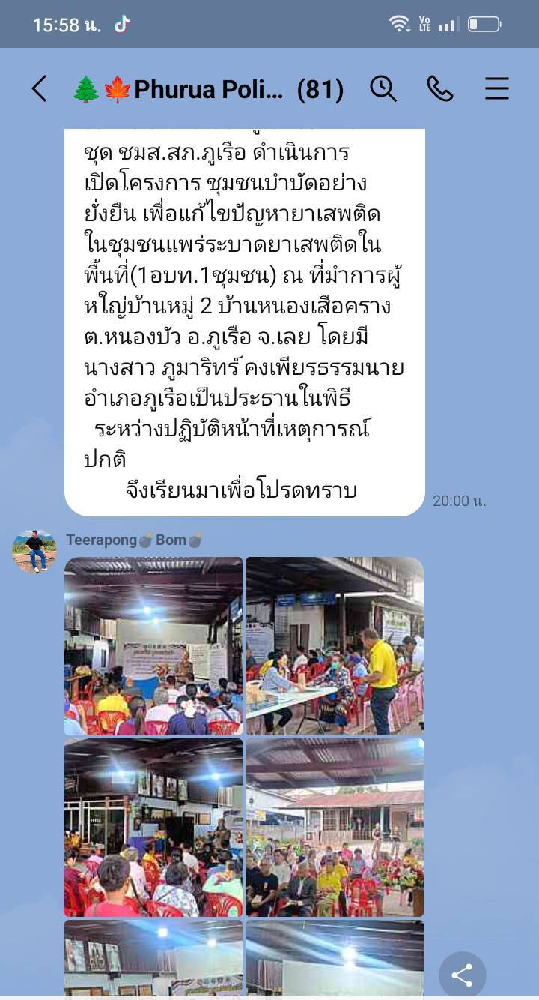 15:58 น.
Vo LTE
🌲🍁Phurua Poli... (81)
ชุด ชมส.สภ.ภูเรือ ดำเนินการ
เปิดโครงการ ชุมชนบำบัดอย่าง
ยั่งยืน เพื่อแก้ไขปัญหายาเสพติด
ในชุมชนแพร่ระบาดยาเสพติดใน
พื้นที่(1อบท.1ชุมชน) ณ ที่มำการผู้
หใญ่บ้านหมู่ 2 บ้านหนองเสือคราง
ต.หนองบัว อ.ภูเรือ จ.เลย โดยมี
นางสาว ภูมาริทร์ คงเพียรธรรมนาย
อำเภอภูเรือเป็นประธานในพิธี
ระหว่างปฏิบัติหน้าที่เหตุการณ์
ปกติ
จึงเรียนมาเพื่อโปรดทราบ
20:00 น.
Teerapong💣Bom💣